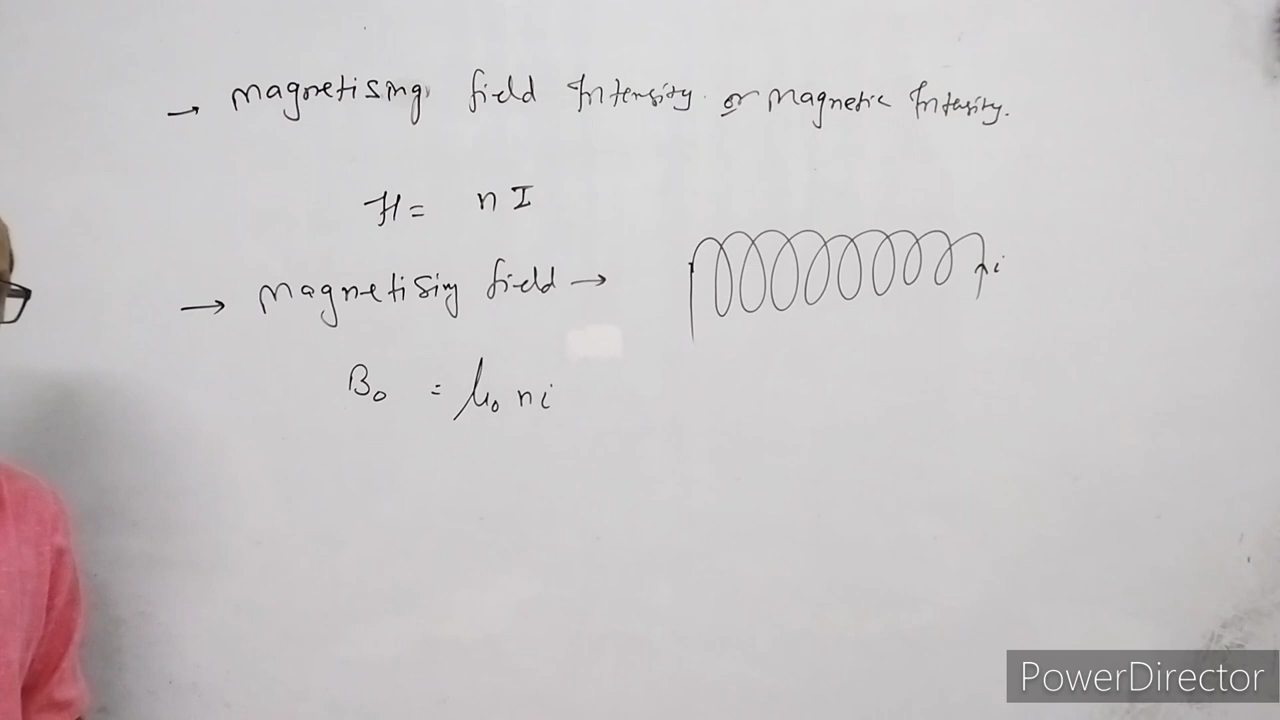 → Magnetising field Intensity or Magnetic Intensity.
H = n I
→ Magnetising field →
i
B₀ = μ₀ n i
PowerDirector